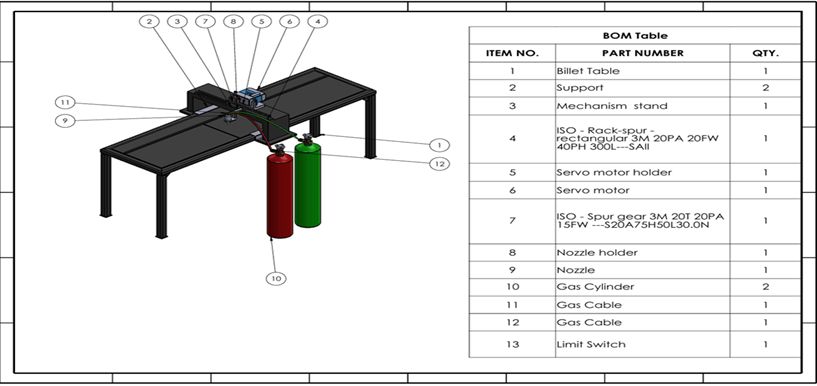 2 3 7 8 5 6 4
11
9
1
12
10
BOM Table
ITEM NO. PART NUMBER QTY.
1 Billet Table 1
2 Support 2
3 Mechanism stand 1
4 ISO - Rack-spur -
rectangular 3M 20PA 20FW 1
40PH 300L---SAll
5 Servo motor holder 1
6 Servo motor 1
7 ISO - Spur gear 3M 20T 20PA 1
15FW ---S20A75H50L30.0N
8 Nozzle holder 1
9 Nozzle 1
10 Gas Cylinder 2
11 Gas Cable 1
12 Gas Cable 1
13 Limit Switch 1